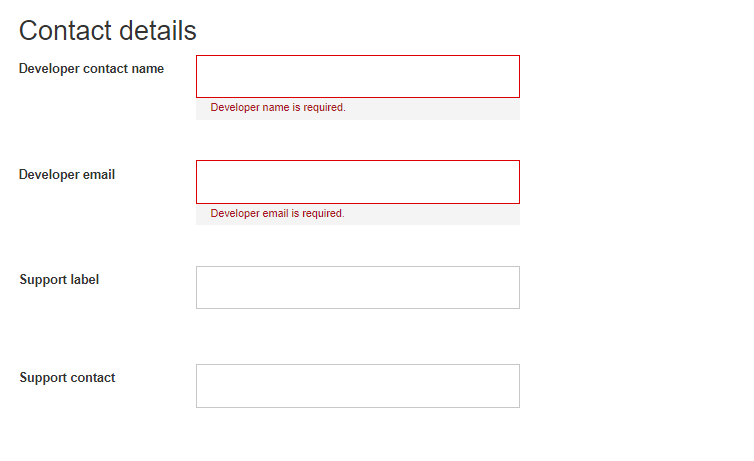 Contact details
Developer contact name
Developer name is required.
Developer email
Developer email is required.
Support label
Support contact